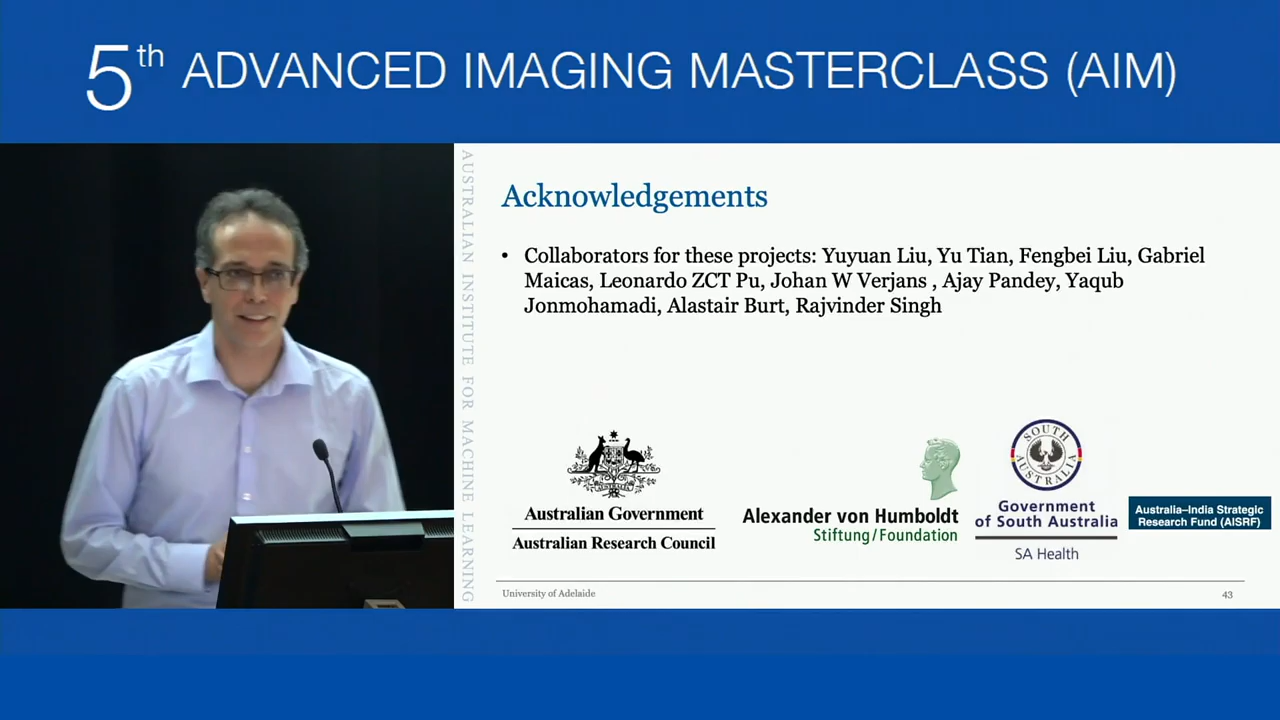 5th ADVANCED IMAGING MASTERCLASS (AIM)
AUSTRALIAN INSTITUTE FOR MACHINE LEARNING
Acknowledgements
• Collaborators for these projects: Yuyuan Liu, Yu Tian, Fengbei Liu, Gabriel
Maicas, Leonardo ZCT Pu, Johan W Verjans , Ajay Pandey, Yaqub
Jonmohamadi, Alastair Burt, Rajvinder Singh
Australian Government
Australian Research Council
Alexander von Humboldt
Stiftung/Foundation
SOUTH AUSTRALIA
Government
of South Australia
SA Health
Australia–India Strategic
Research Fund (AISRF)
University of Adelaide
43